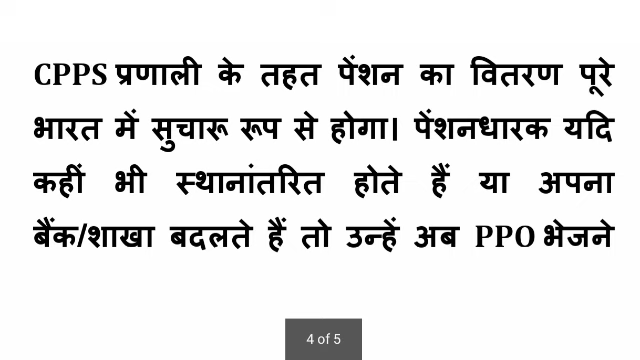 CPPS प्रणाली के तहत पेंशन का वितरण पूरे
भारत में सुचारू रूप से होगा। पेंशनधारक यदि
कहीं भी स्थानांतरित होते हैं या अपना
बैंक/शाखा बदलते हैं तो उन्हें अब PPO भेजने
4 of 5